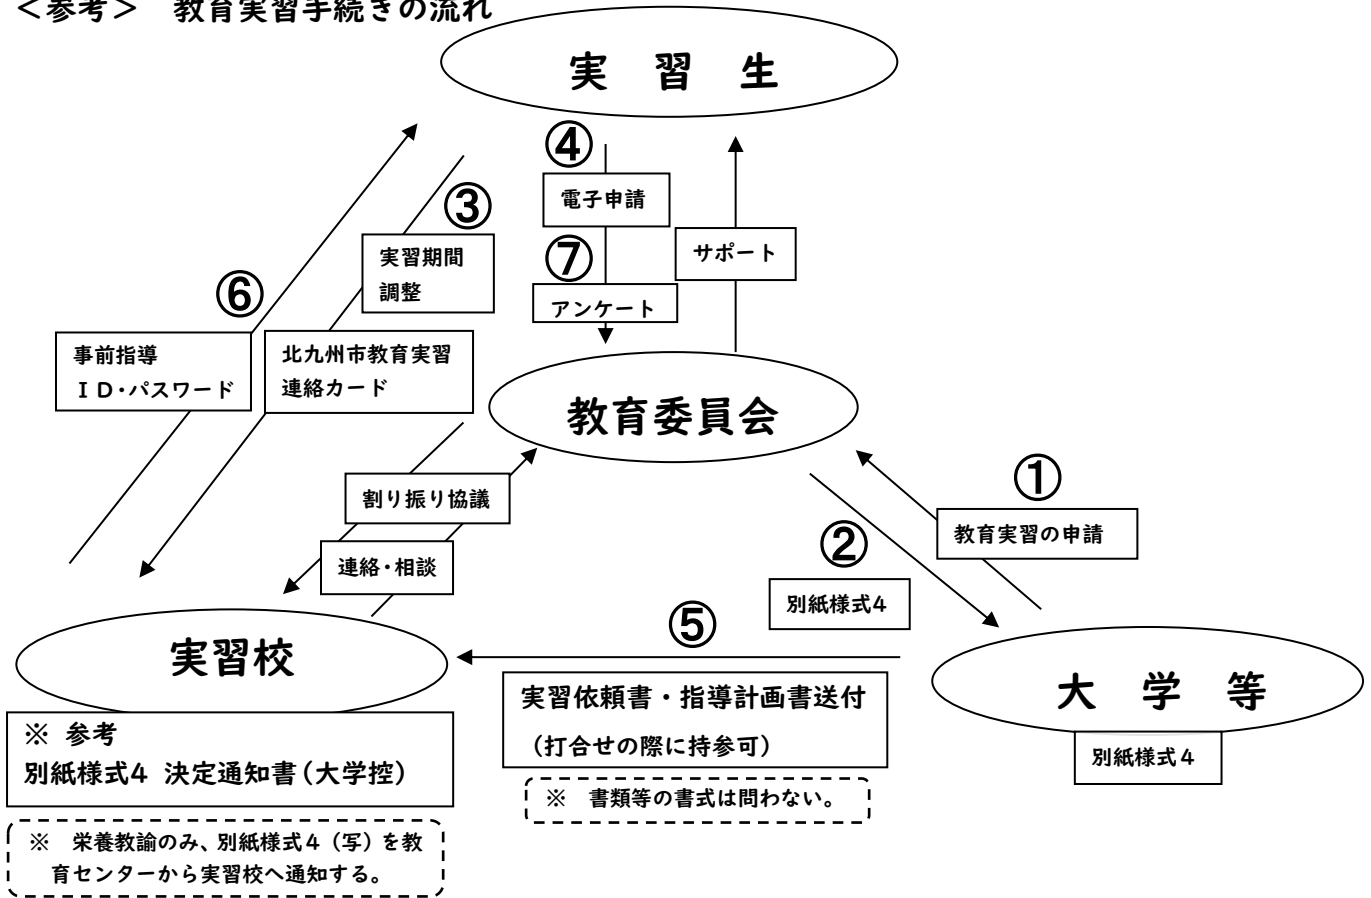 ＜参考＞　教育実習手続きの流れ
実　習　生
④
電子申請
③
⑦
サポート
実習期間
調整
⑥
アンケート
事前指導
ＩＤ・パスワード
北九州市教育実習
連絡カード
教育委員会
①
割り振り協議
教育実習の申請
②
連絡・相談
別紙様式4
⑤
実習校
実習依頼書・指導計画書送付
（打合せの際に持参可）
大　学　等
※ 参考
別紙様式4 決定通知書（大学控）
別紙様式４
※　書類等の書式は問わない。
※　栄養教諭のみ、別紙様式４（写）を教
育センターから実習校へ通知する。